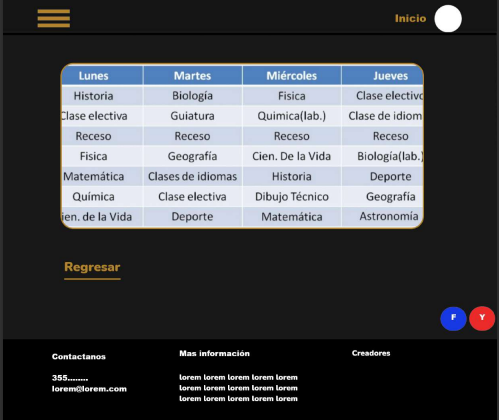 Inicio
Lunes Martes Miércoles Jueves
Historia Biología Fisica Clase electivo
Clase electiva Guiatura Quimica(lab.) Clase de idiom
Receso Receso Receso Receso
Fisica Geografía Cien. De la Vida Biología(lab.)
Matemática Clases de idiomas Historia Deporte
Química Clase electiva Dibujo Técnico Geografía
ien. de la Vida Deporte Matemática Astronomía
Regresar
F Y
Contactanos Mas información Creadores
355........ lorem lorem lorem lorem lorem
lorem@lorem.com lorem lorem lorem lorem lorem
lorem lorem lorem lorem lorem